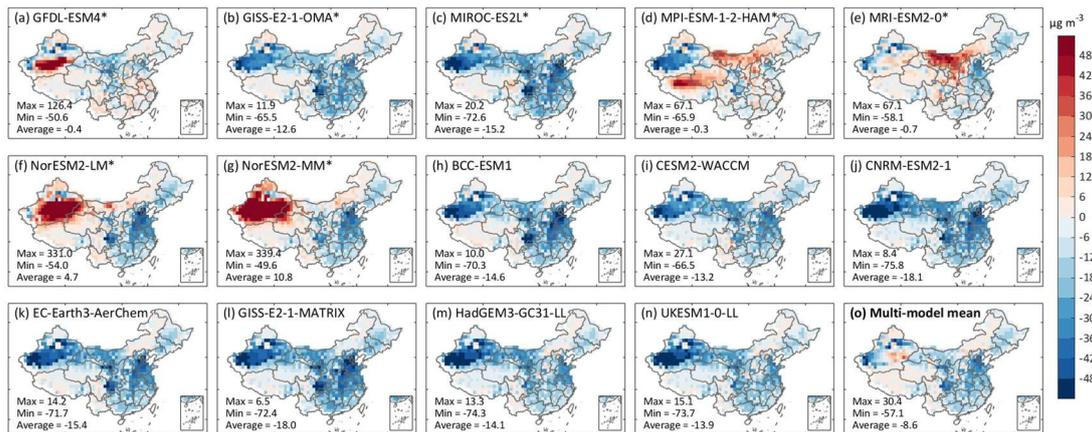 (a) GFDL-ESM4*
Max = 126.4
Min = -50.6
Average = -0.4
(b) GISS-E2-1-OMA*
Max = 11.9
Min = -65.5
Average = -12.6
(c) MIROC-ES2L*
Max = 20.2
Min = -72.6
Average = -15.2
(d) MPI-ESM-1-2-HAM*
Max = 67.1
Min = -65.9
Average = -0.3
(e) MRI-ESM2-0*
Max = 67.1
Min = -58.1
Average = -0.7
(f) NorESM2-LM*
Max = 331.0
Min = -54.0
Average = 4.7
(g) NorESM2-MM*
Max = 339.4
Min = -49.6
Average = 10.8
(h) BCC-ESM1
Max = 10.0
Min = -70.3
Average = -14.6
(i) CESM2-WACCM
Max = 27.1
Min = -66.5
Average = -13.2
(j) CNRM-ESM2-1
Max = 8.4
Min = -75.8
Average = -18.1
(k) EC-Earth3-AerChem
Max = 14.2
Min = -71.7
Average = -15.4
(l) GISS-E2-1-MATRIX
Max = 6.5
Min = -72.4
Average = -18.0
(m) HadGEM3-GC31-LL
Max = 13.3
Min = -74.3
Average = -14.1
(n) UKESM1-0-LL
Max = 15.1
Min = -73.7
Average = -13.9
(o) Multi-model mean
Max = 30.4
Min = -57.1
Average = -8.6
μg m⁻³
48
42
36
30
24
18
12
6
0
-6
-12
-18
-24
-30
-36
-42
-48